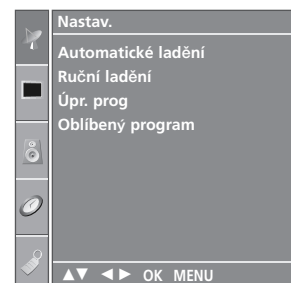 Nastav.
Automatické ladění
Ruční ladění
Úpr. prog
Oblíbený program
▲▼ ◄► OK MENU